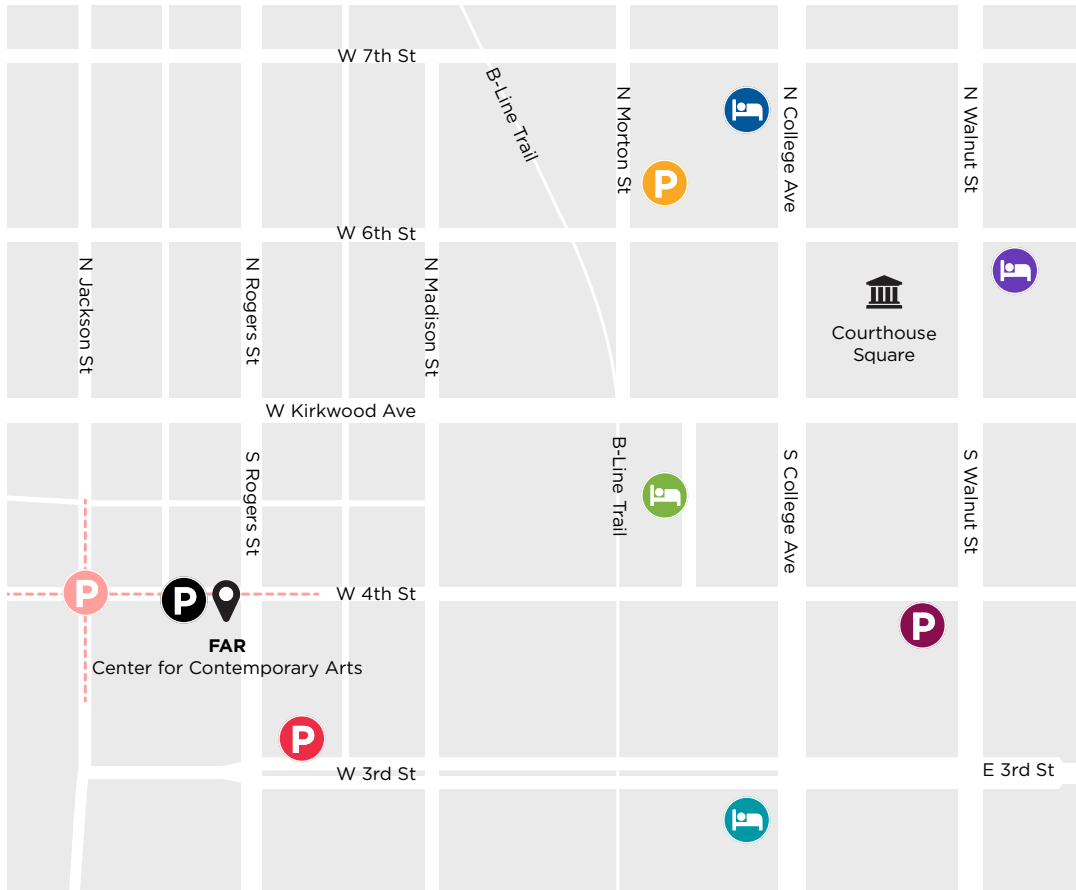 W 7th St
B-Line Trail
N Morton St
N College Ave
N Walnut St
P
W 6th St
N Jackson St
N Rogers St
N Madison St
Courthouse
Square
W Kirkwood Ave
S Rogers St
B-Line Trail
S College Ave
S Walnut St
P
P
W 4th St
P
FAR
Center for Contemporary Arts
P
W 3rd St
E 3rd St